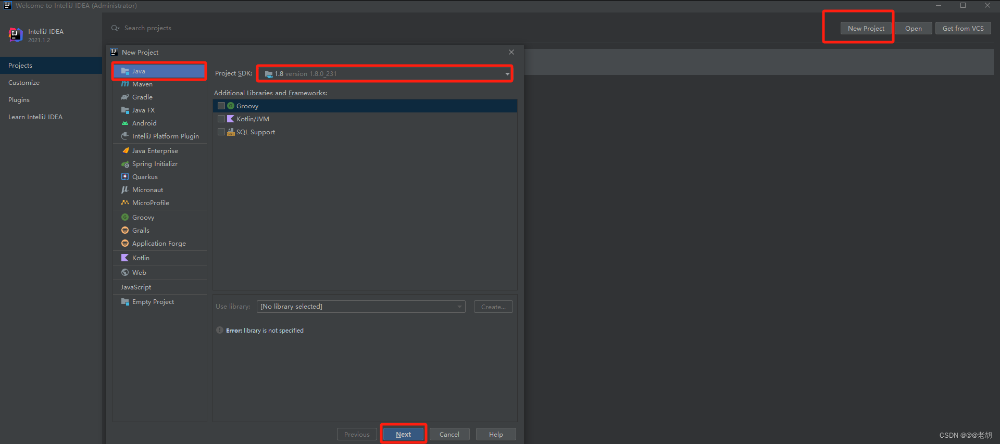 Welcome to IntelliJ IDEA (Administrator)
IntelliJ IDEA
2021.1.2
Search projects
New Project
Open
Get from VCS
Projects
Customize
Plugins
Learn IntelliJ IDEA
New Project
Java
Maven
Gradle
Java FX
Android
IntelliJ Platform Plugin
Java Enterprise
Spring Initializr
Quarkus
Micronaut
MicroProfile
Groovy
Grails
Application Forge
Kotlin
Web
JavaScript
Empty Project
Project SDK: 1.8 version 1.8.0_231
Additional Libraries and Frameworks:
Groovy
Kotlin/JVM
SQL Support
Use library: [No library selected] Create...
Error: library is not specified
Previous
Next
Cancel
Help
CSDN @@@老胡